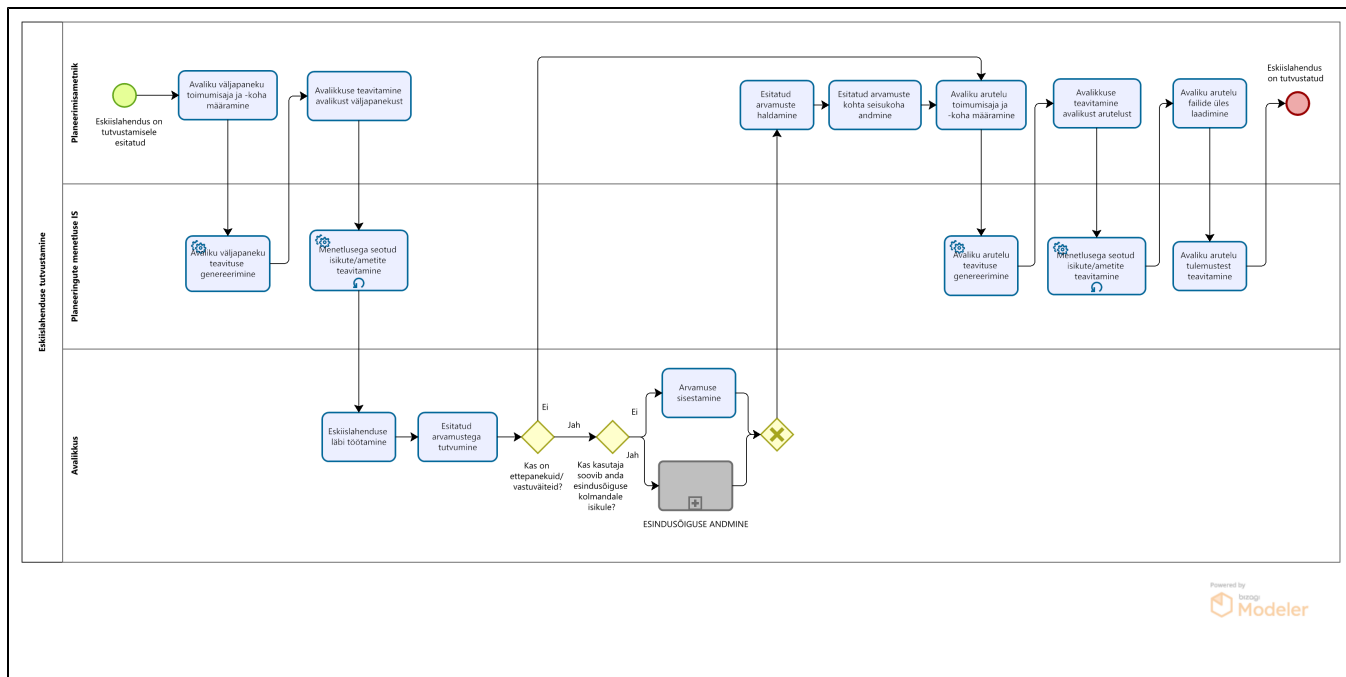 Eskiislahenduse tutvustamine
Planeerimisametnik
Eskiislahendus on
tutvustamisele
esitatud
Avaliku väljapaneku
toimumisaja ja -koha
määramine
Avalikkuse teavitamine
avalikust väljapanekust
Esitatud
arvamuste
haldamine
Esitatud arvamuste
kohta seisukoha
andmine
Avaliku arutelu
toimumisaja ja
-koha määramine
Avalikkuse
teavitamine
avalikust arutelust
Avaliku arutelu
failide üles
laadimine
Eskiislahendus
on tutvustatud
Planeeringute menetluse IS
Avaliku väljapaneku
teavituse
genereerimine
Menetlusega seotud
isikute/ametite
teavitamine
Avaliku arutelu
teavituse
genereerimine
Menetlusega seotud
isikute/ametite
teavitamine
Avaliku arutelu
tulemustest
teavitamine
Avalikkus
Eskiislahenduse
läbi töötamine
Esitatud
arvamustega
tutvumine
Ei
Jah
Kas on
ettepanekuid/
vastuväiteid?
Ei
Jah
Kas kasutaja
soovib anda
esindusõiguse
kolmandale
isikule?
Arvamuse
sisestamine
ESINDUSÕIGUSE ANDMINE
Powered by
bizagi
Modeler